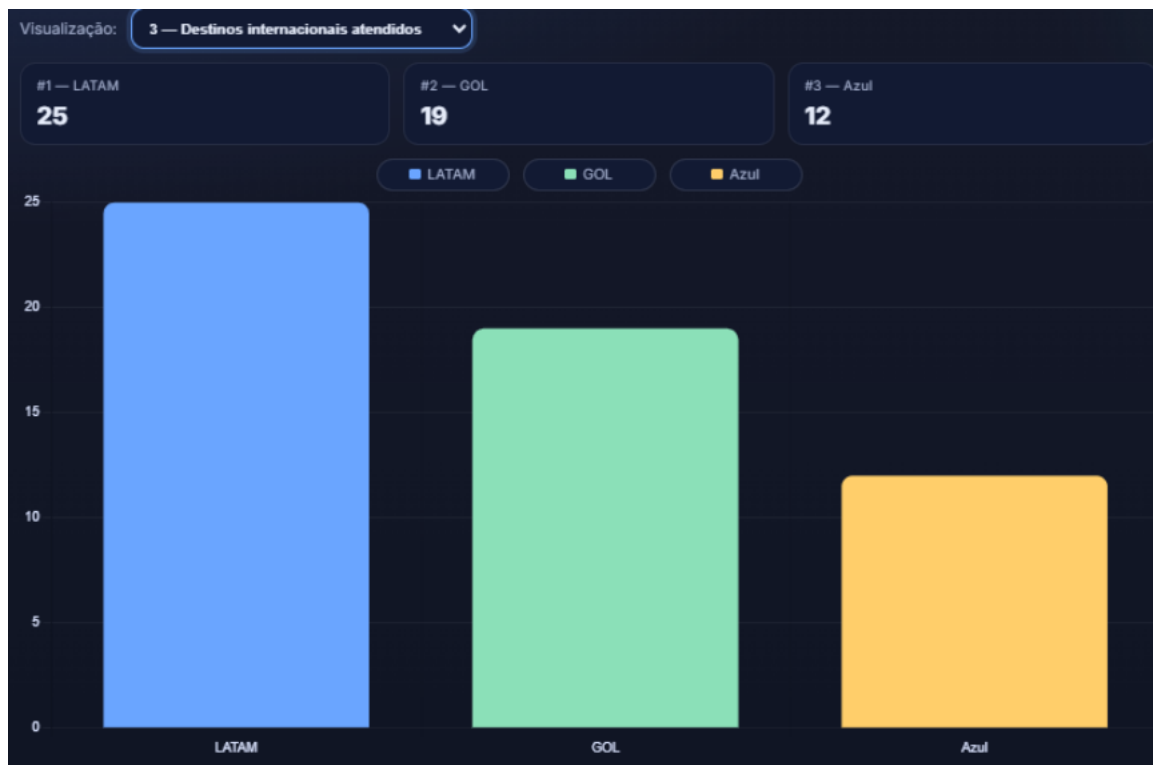 Visualização: 3 — Destinos internacionais atendidos
#1 — LATAM
25
#2 — GOL
19
#3 — Azul
12
LATAM GOL Azul
25
20
15
10
5
0
LATAM GOL Azul